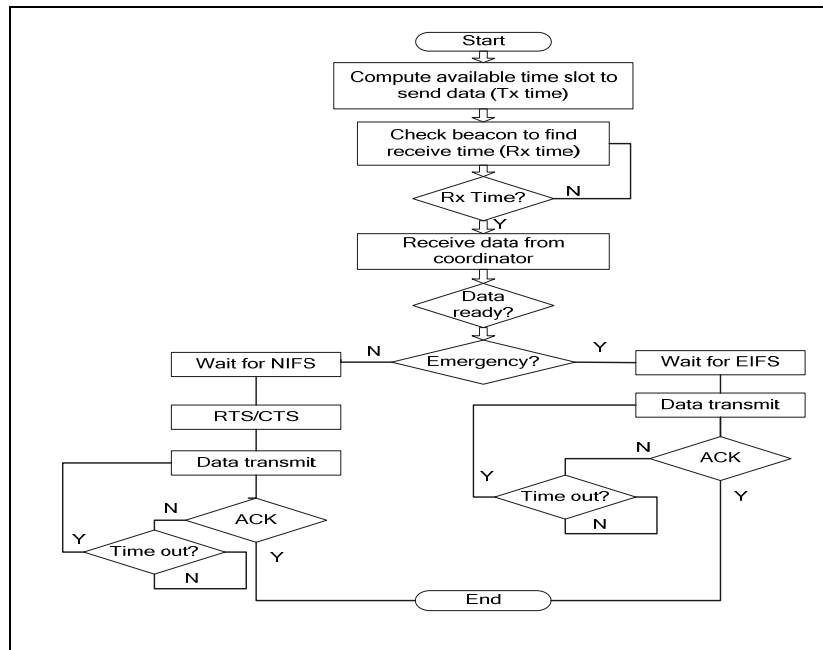 Start
Compute available time slot to
send data (Tx time)
Check beacon to find
receive time (Rx time)
Rx Time?
N
Y
Receive data from
coordinator
Data
ready?
Emergency?
N
Y
Wait for NIFS
Wait for EIFS
RTS/CTS
Data transmit
Data transmit
N
ACK
Y
Y
Time out?
N
N
ACK
Y
Y
Time out?
N
End